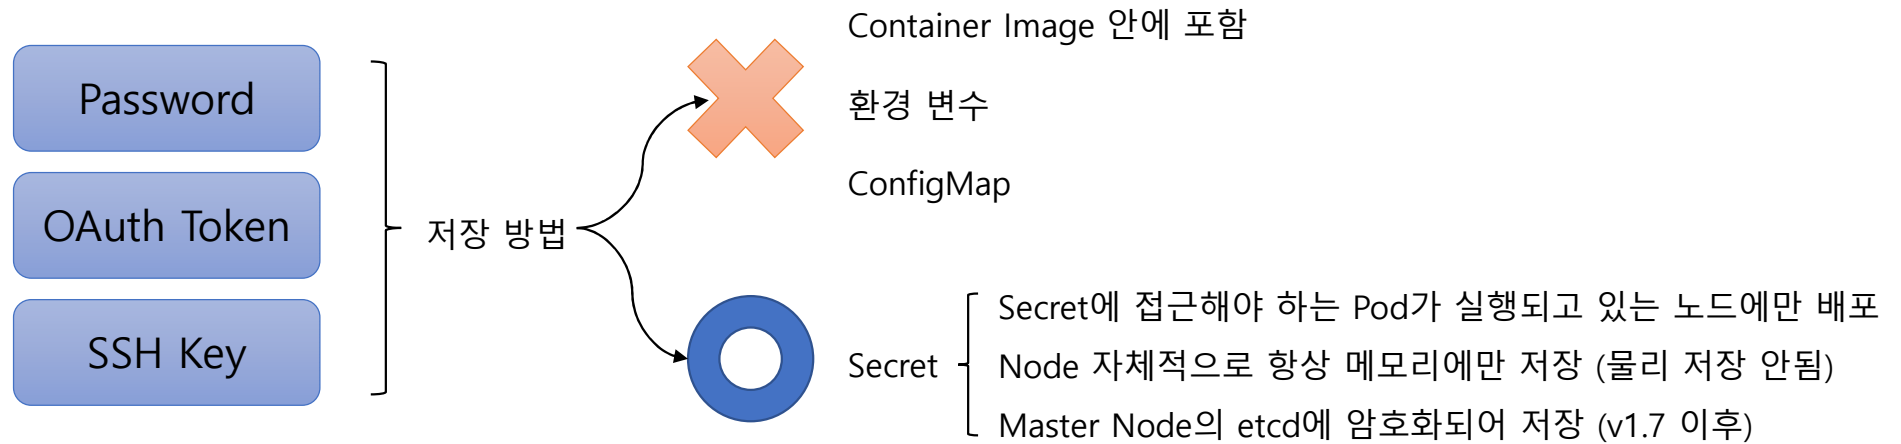 Password
OAuth Token
SSH Key
저장 방법
Container Image 안에 포함
환경 변수
ConfigMap
Secret
Secret에 접근해야 하는 Pod가 실행되고 있는 노드에만 배포
Node 자체적으로 항상 메모리에만 저장 (물리 저장 안됨)
Master Node의 etcd에 암호화되어 저장 (v1.7 이후)